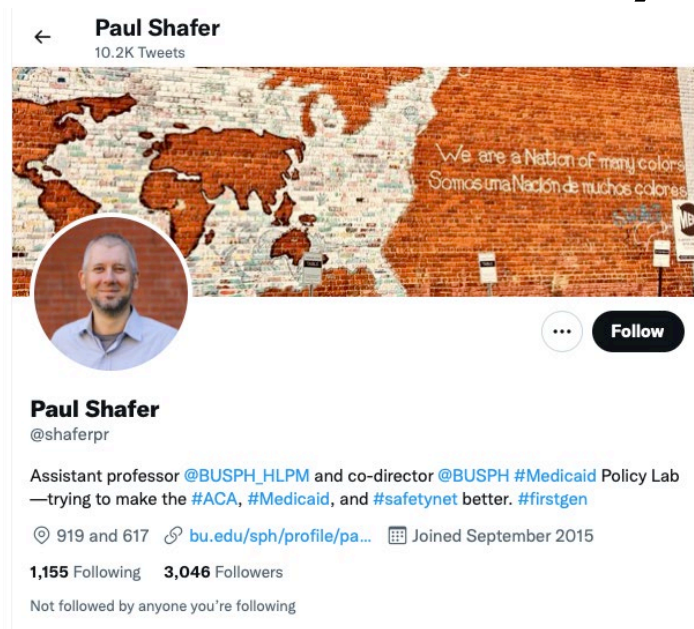 Paul Shafer
10.2K Tweets
We are a Nation of many colors
Somos una Nación de muchos colores
Follow
Paul Shafer
@shaferpr
Assistant professor @BUSPH_HLPM and co-director @BUSPH #Medicaid Policy Lab
—trying to make the #ACA, #Medicaid, and #safetynet better. #firstgen
919 and 617 bu.edu/sph/profile/pa... Joined September 2015
1,155 Following 3,046 Followers
Not followed by anyone you're following